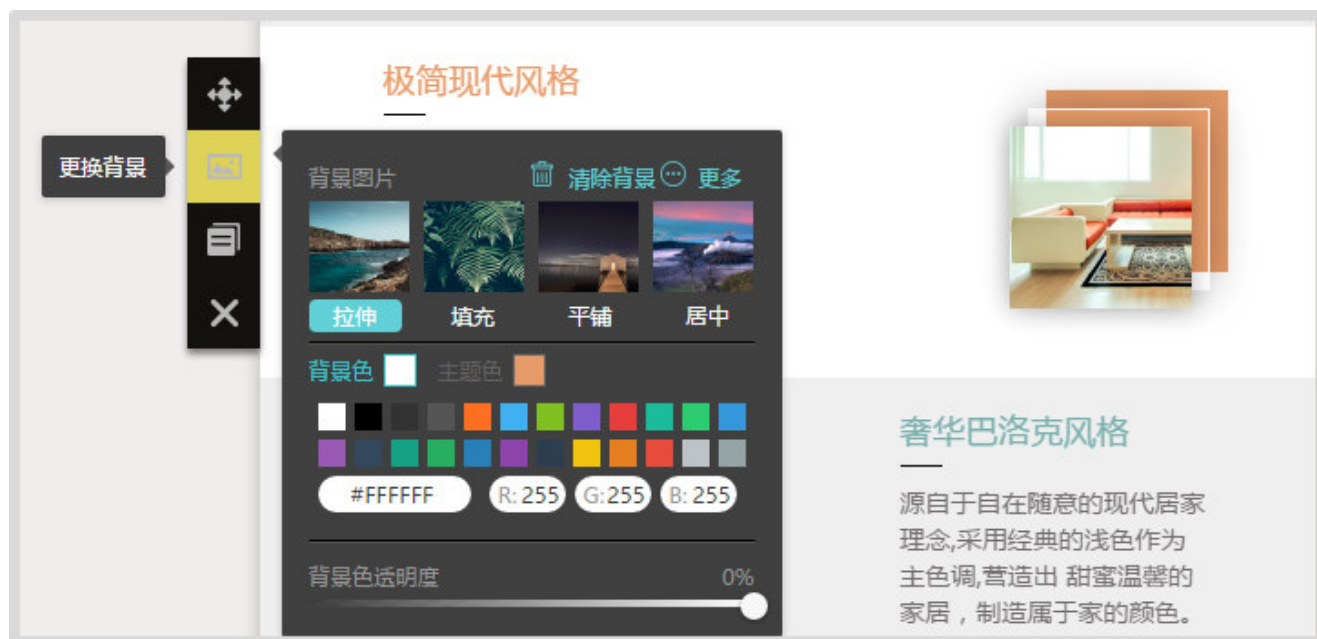 极简现代风格
更换背景
背景图片 清除背景 更多
拉伸 填充 平铺 居中
背景色 主题色
#FFFFFF R: 255 G: 255 B: 255
背景色透明度 0%
奢华巴洛克风格
源自于自在随意的现代居家
理念,采用经典的浅色作为
主色调,营造出 甜蜜温馨的
家居，制造属于家的颜色。